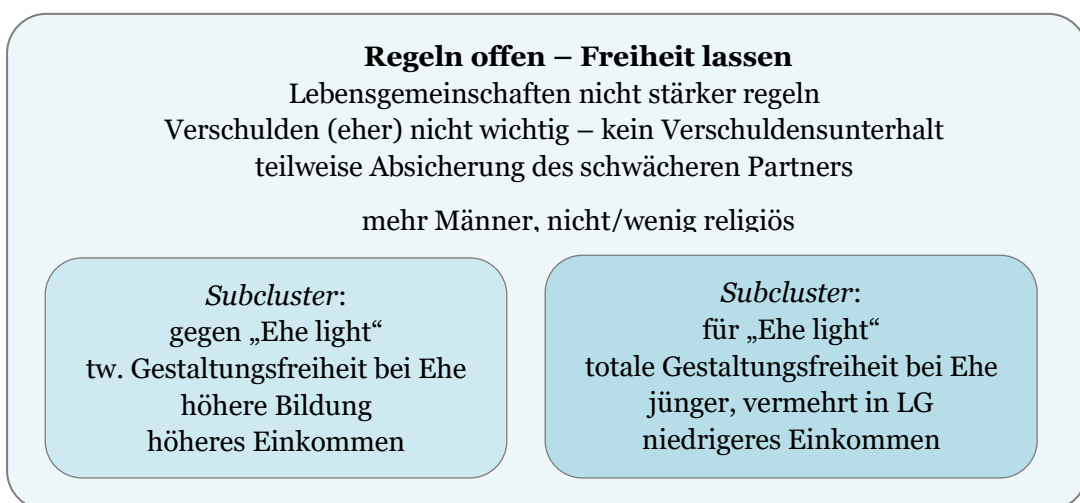 Regeln offen – Freiheit lassen
Lebensgemeinschaften nicht stärker regeln
Verschulden (eher) nicht wichtig – kein Verschuldensunterhalt
teilweise Absicherung des schwächeren Partners
mehr Männer, nicht/wenig religiös
Subcluster:
gegen „Ehe light“
tw. Gestaltungsfreiheit bei Ehe
höhere Bildung
höheres Einkommen
Subcluster:
für „Ehe light“
totale Gestaltungsfreiheit bei Ehe
jünger, vermehrt in LG
niedrigeres Einkommen